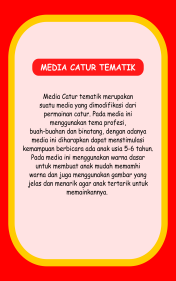 MEDIA CATUR TEMATIK
Media Catur tematik merupakan
suatu media yang dimodifikasi dari
permainan catur. Pada media ini
menggunakan tema profesi,
buah-buahan dan binatang, dengan adanya
media ini diharapkan dapat menstimulasi
kemampuan berbicara ada anak usia 5-6 tahun.
Pada media ini menggunakan warna dasar
untuk membuat anak mudah memamhi
warna dan juga menggunakan gambar yang
jelas dan menarik agar anak tertarik untuk
memainkannya.